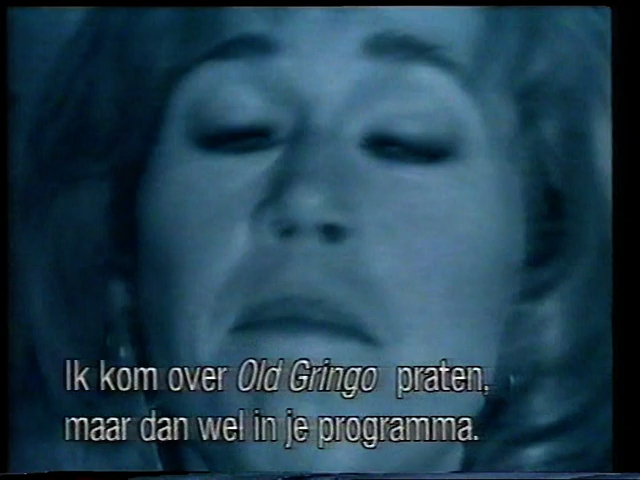 Ik kom over Old Gringo praten,
maar dan wel in je programma.